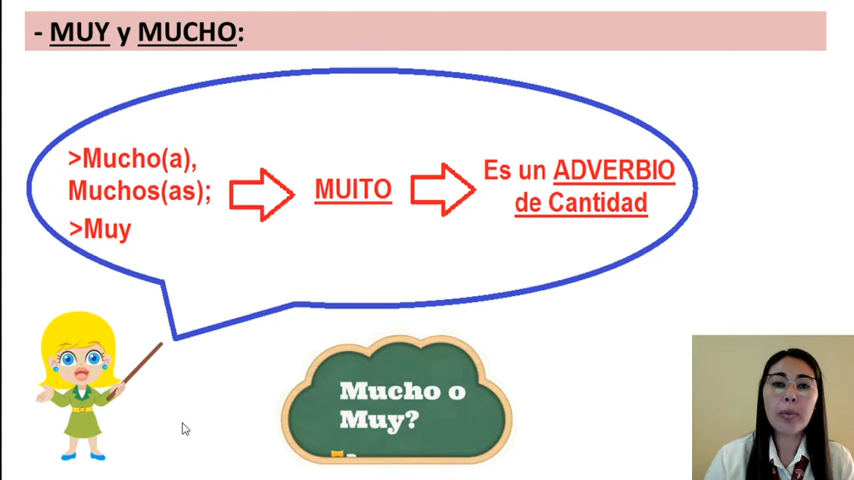 - MUY y MUCHO:
>Mucho(a),
Muchos(as);
>Muy
MUITO
Es un ADVERBIO
de Cantidad
Mucho o
Muy?